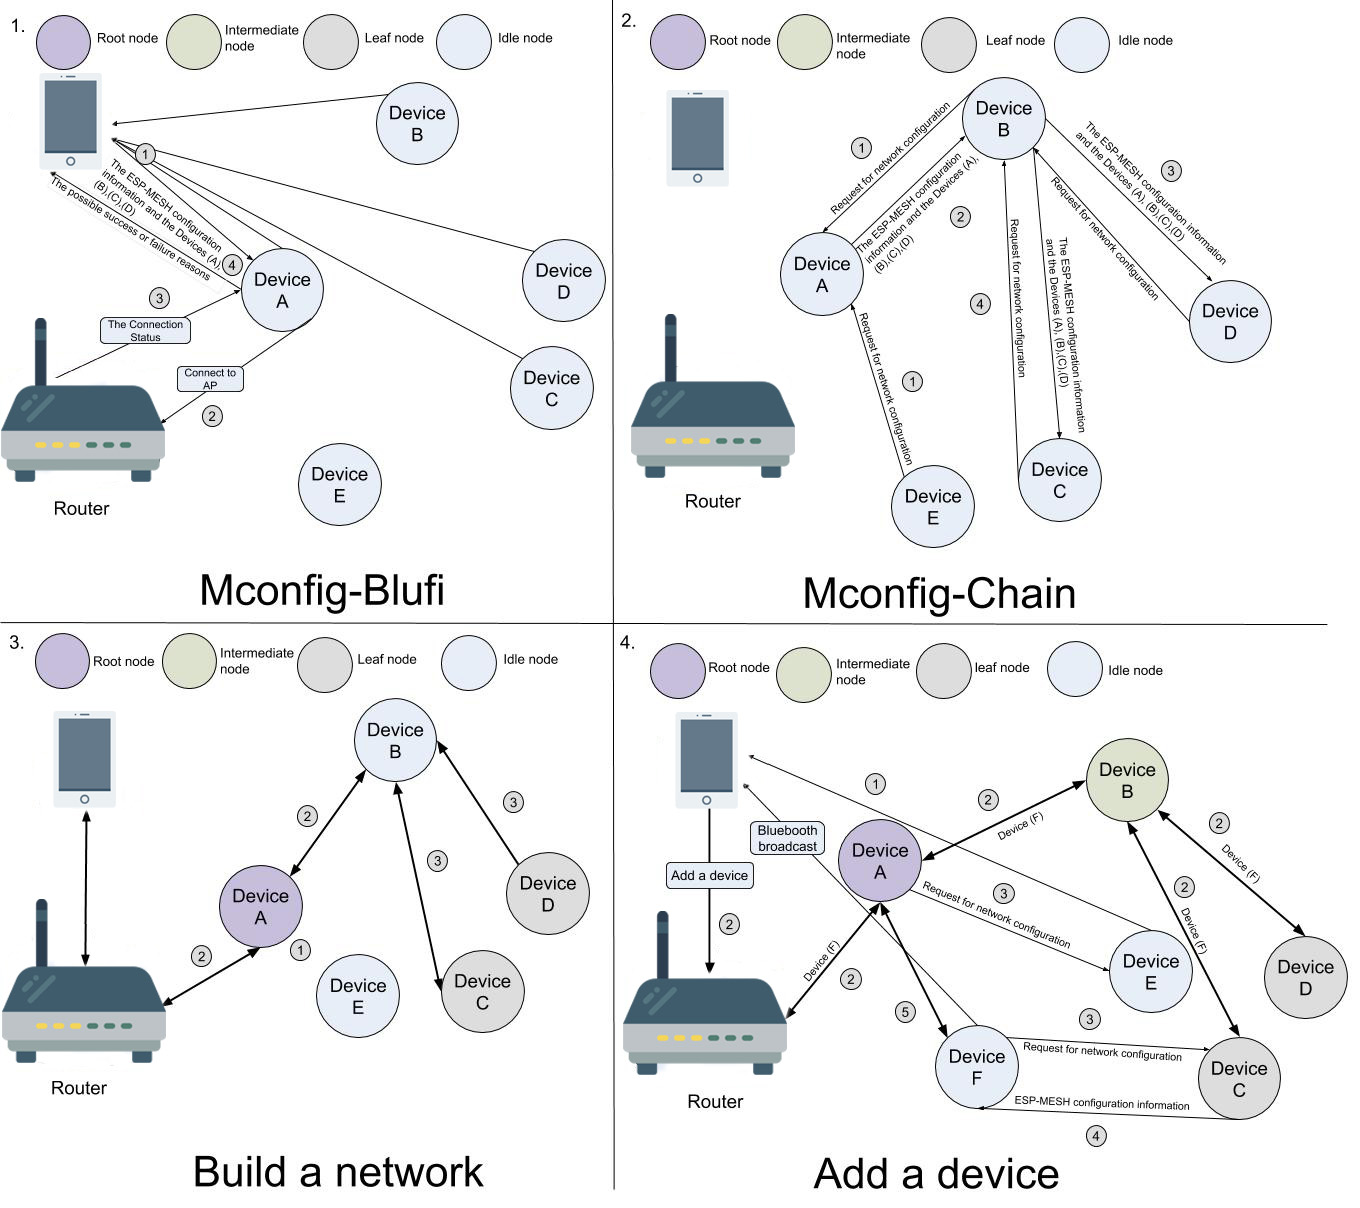 1.
Root node
Intermediate
node
Leaf node
Idle node
Device
B
1
The ESP-MESH configuration
information and the Devices (A),
(B),(C),(D)
The possible success or failure reasons
4
Device
A
Device
D
3
The Connection
Status
Connect to
AP
2
Device
C
Device
E
Router
Mconfig-Blufi
2.
Root node
Intermediate
node
Leaf node
Idle node
Device
B
1
Request for network configuration
The ESP-MESH configuration
information and the Devices (A),
(B),(C),(D)
2
The ESP-MESH configuration information
and the Devices (A), (B),(C),(D)
3
Request for network configuration
Device
A
Request for network configuration
4
The ESP-MESH configuration information
and the Devices (A), (B),(C),(D)
Device
D
Request for network configuration
1
Device
C
Device
E
Router
Mconfig-Chain
3.
Root node
Intermediate
node
Leaf node
Idle node
Device
B
2
3
3
Device
A
Device
D
2
1
Device
E
Device
C
Router
Build a network
4.
Root node
Intermediate
node
leaf node
Idle node
Device
B
1
2
Device (F)
2
Device (F)
Bluebooth
broadcast
Device
A
Add a device
2
Request for network configuration
3
2
Device (F)
Device (F)
2
Device
E
Device
D
5
3
Request for network configuration
Device
F
Device
C
ESP-MESH configuration information
4
Router
Add a device